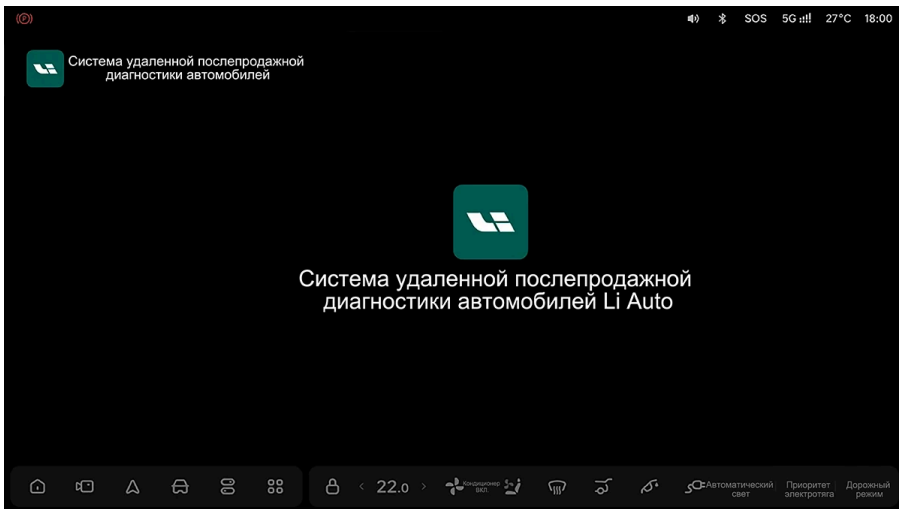 (P) SOS 5G 27°C 18:00
Система удаленной послепродажной
диагностики автомобилей
Система удаленной послепродажной
диагностики автомобилей Li Auto
< 22.0 > Кондиционер Автоматический Приоритет Дорожный
ВКЛ. свет электротяга режим